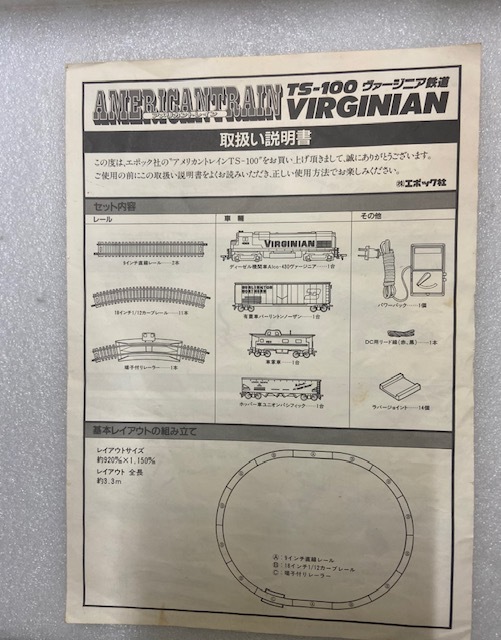 AMERICANTRAIN
アメリカントレイン
TS-100 ヴァージニア鉄道
VIRGINIAN
取扱い説明書
この度は、エポック社の"アメリカントレインTS-100"をお買い上げ頂きまして、誠にありがとうございます。
ご使用の前にこの取扱い説明書をよくお読みいただき、正しい使用方法でお楽しみください。
㈱エポック社
セット内容
レール
9インチ直線レール……2本
18インチ1/12カーブレール……11本
端子付リレーラー……1本
車輌
VIRGINIAN
ディーゼル機関車Alco-430ヴァージニア……1台
BURLINGTON
NORTHERN
有蓋車バーリントンノーザン……1台
車掌車……1台
ホッパー車ユニオンパシフィック……1台
その他
パワーパック……1個
DC用リード線(赤、黒)……1本
ラバージョイント……14個
基本レイアウトの組み立て
レイアウトサイズ
約920㎜×1,150㎜
レイアウト 全長
約3.3m
Ⓐ：9インチ直線レール
Ⓑ：18インチ1/12カーブレール
Ⓒ：端子付リレーラー